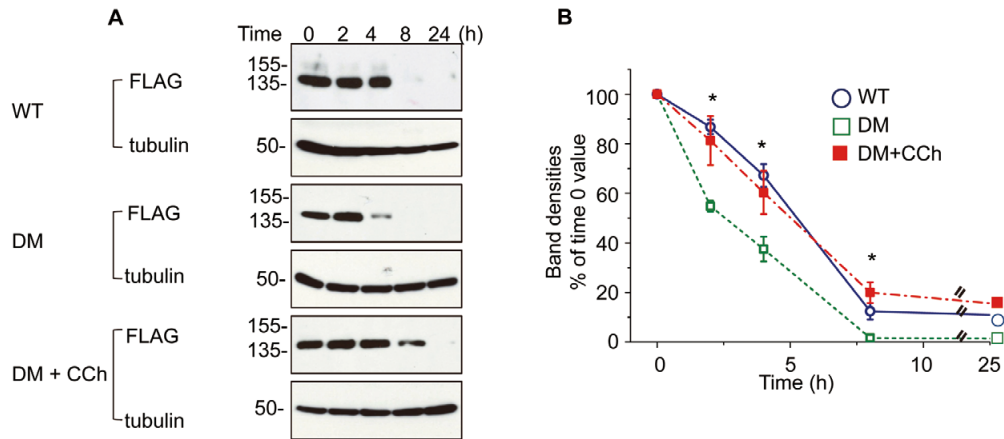 A
Time 0 2 4 8 24 (h)
WT
FLAG
155-
135-
tubulin
50-
DM
FLAG
155-
135-
tubulin
50-
DM + CCh
FLAG
155-
135-
tubulin
50-
B
Band densities
% of time 0 value
100
80
60
40
20
0
* * *
WT
DM
DM+CCh
0 5 10 25
Time (h)